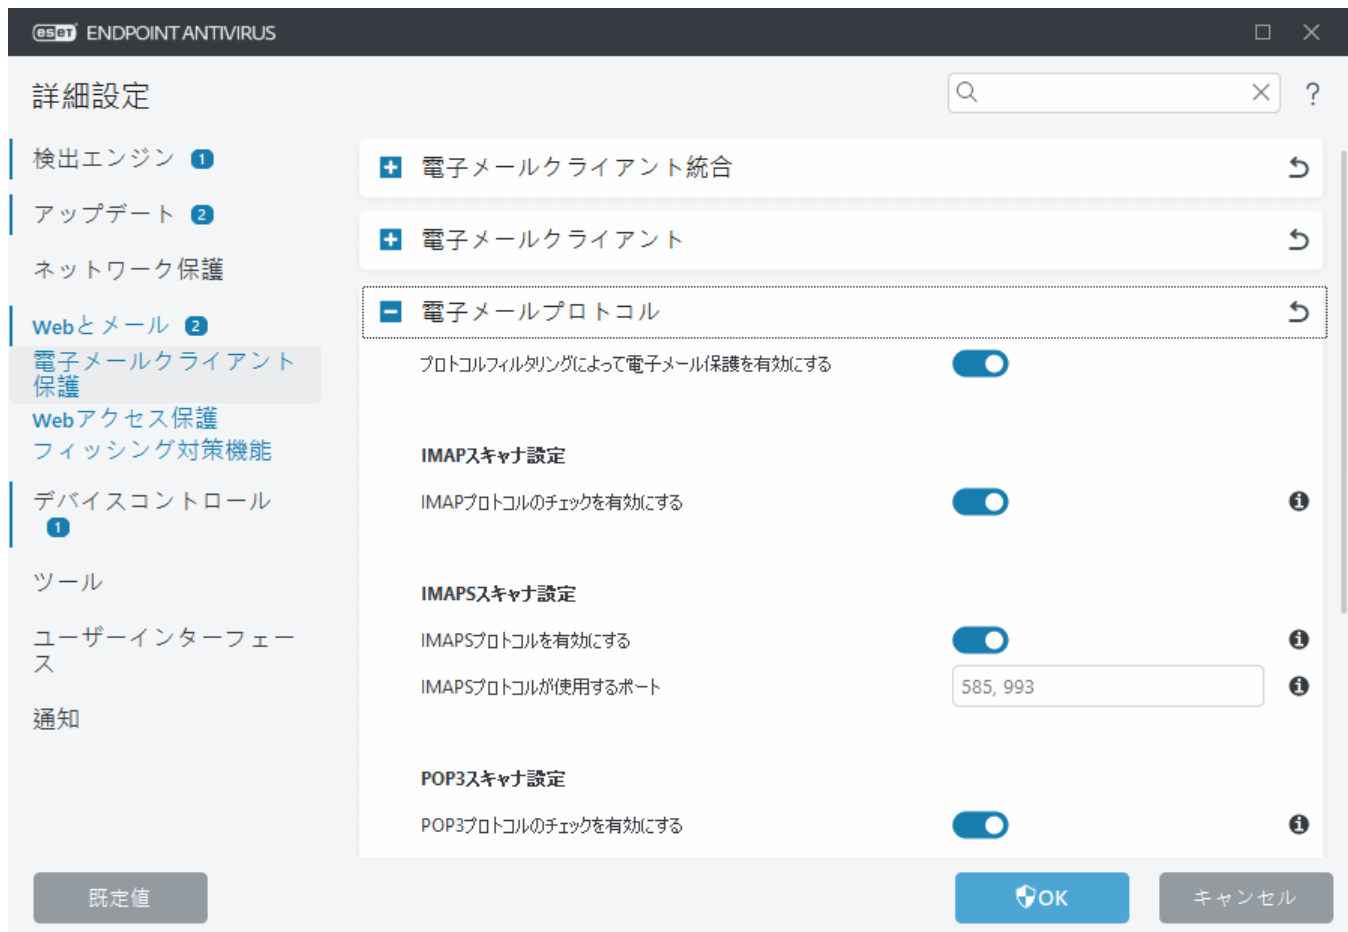 eset ENDPOINT ANTIVIRUS
詳細設定
?
検出エンジン 1
アップデート 2
ネットワーク保護
Webとメール 2
電子メールクライアント
保護
Webアクセス保護
フィッシング対策機能
デバイスコントロール
1
ツール
ユーザーインターフェー
ス
通知
電子メールクライアント統合
電子メールクライアント
電子メールプロトコル
プロトコルフィルタリングによって電子メール保護を有効にする
IMAPスキャナ設定
IMAPプロトコルのチェックを有効にする
IMAPSスキャナ設定
IMAPSプロトコルを有効にする
IMAPSプロトコルが使用するポート 585, 993
POP3スキャナ設定
POP3プロトコルのチェックを有効にする
既定値
OK
キャンセル